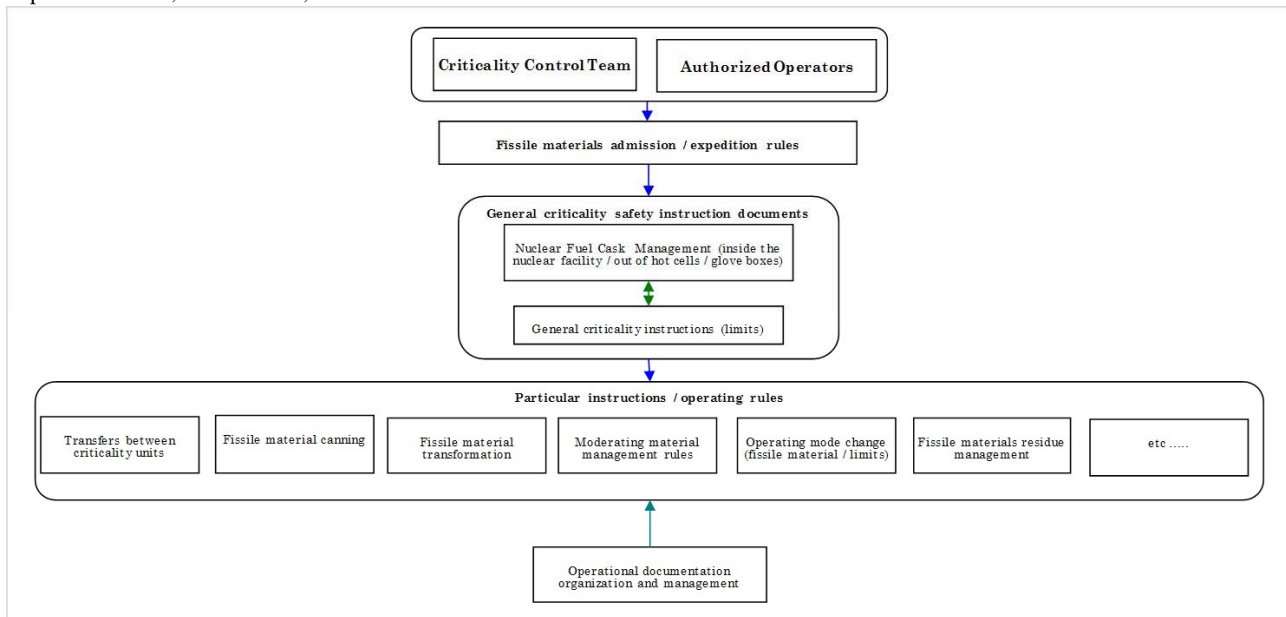 Criticality Control Team
Authorized Operators
Fissile materials admission / expedition rules
General criticality safety instruction documents
Nuclear Fuel Cask Management (inside the
nuclear facility / out of hot cells / glove boxes)
General criticality instructions (limits)
Particular instructions / operating rules
Transfers between
criticality units
Fissile material canning
Fissile material
transformation
Moderating material
management rules
Operating mode change
(fissile material / limits)
Fissile materials residue
management
etc .....
Operational documentation
organization and management